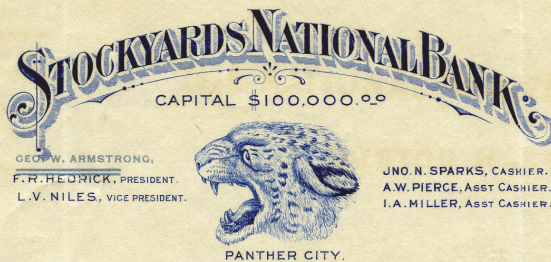 STOCKYARDS NATIONAL BANK.
CAPITAL $100,000.00
GEO. W. ARMSTRONG,
F.R. HEDRICK, PRESIDENT.
L.V. NILES, VICE PRESIDENT.
JNO. N. SPARKS, CASHIER.
A.W. PIERCE, ASST CASHIER.
I.A. MILLER, ASST CASHIER.
PANTHER CITY.